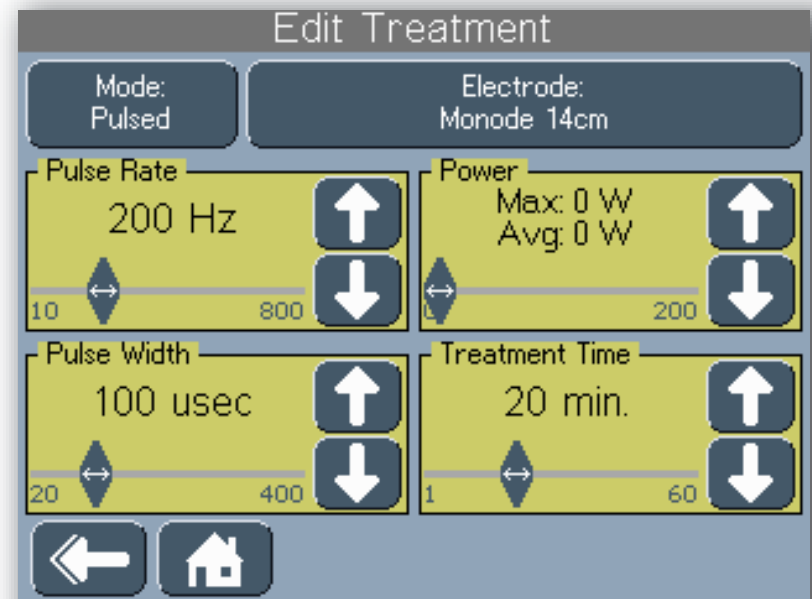 Edit Treatment
Mode:
Pulsed
Electrode:
Monode 14cm
Pulse Rate
200 Hz
10
800
Power
Max: 0 W
Avg: 0 W
0
200
Pulse Width
100 usec
20
400
Treatment Time
20 min.
1
60